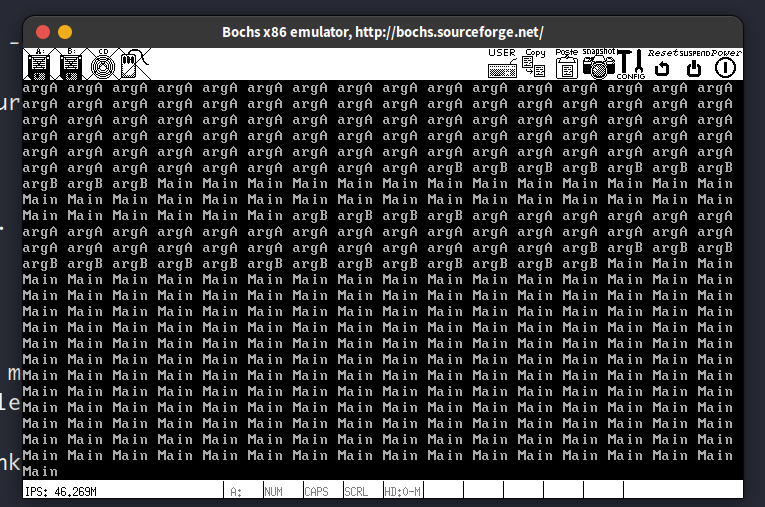 Bochs x86 emulator, http://bochs.sourceforge.net/
A: B: CD USER Copy Paste snapshot CONFIG Reset SUSPEND Power
argA argA argA argA argA argA argA argA argA argA argA argA argA argA argA argA
argA argA argA argA argA argA argA argA argA argA argA argA argA argA argA argA
argA argA argA argA argA argA argA argA argA argA argA argA argA argA argA argA
argA argA argA argA argA argA argA argA argA argA argA argA argA argA argA argA
argA argA argA argA argA argA argA argA argA argA argA argA argA argA argA argA
argA argA argA argA argA argA argA argA argA argB argB argB argB argB argB argB
argB argB argB Main Main Main Main Main Main Main Main Main Main Main Main Main
Main Main Main Main Main Main Main Main Main Main Main Main Main Main Main Main
Main Main Main Main Main Main argB argB argB argB argA argA argA argA argA argA
argA argA argA argA argA argA argA argA argA argA argA argA argA argA argA argA
argA argA argA argA argA argA argA argA argA argA argA argA argB argB argB argB
argB argB argB argB argB argB argB argB argB argB argB argB argB Main Main Main
Main Main Main Main Main Main Main Main Main Main Main Main Main Main Main Main
Main Main Main Main Main Main Main Main Main Main Main Main Main Main Main Main
Main Main Main Main Main Main Main Main Main Main Main Main Main Main Main Main
Main Main Main Main Main Main Main Main Main Main Main Main Main Main Main Main
Main Main Main Main Main Main Main Main Main Main Main Main Main Main Main Main
Main Main Main Main Main Main Main Main Main Main Main Main Main Main Main Main
Main Main Main Main Main Main Main Main Main Main Main Main Main Main Main Main
Main Main Main Main Main Main Main Main Main Main Main Main Main Main Main Main
Main Main Main Main Main Main Main Main Main Main Main Main Main Main Main Main
Main Main Main Main Main Main Main Main Main Main Main Main Main Main Main Main
Main Main Main Main Main Main Main Main Main Main Main Main Main Main Main Main
Main Main Main Main Main Main Main Main Main Main Main Main Main Main Main Main
Main
IPS: 46.269M A: NUM CAPS SCRL HD:0-M